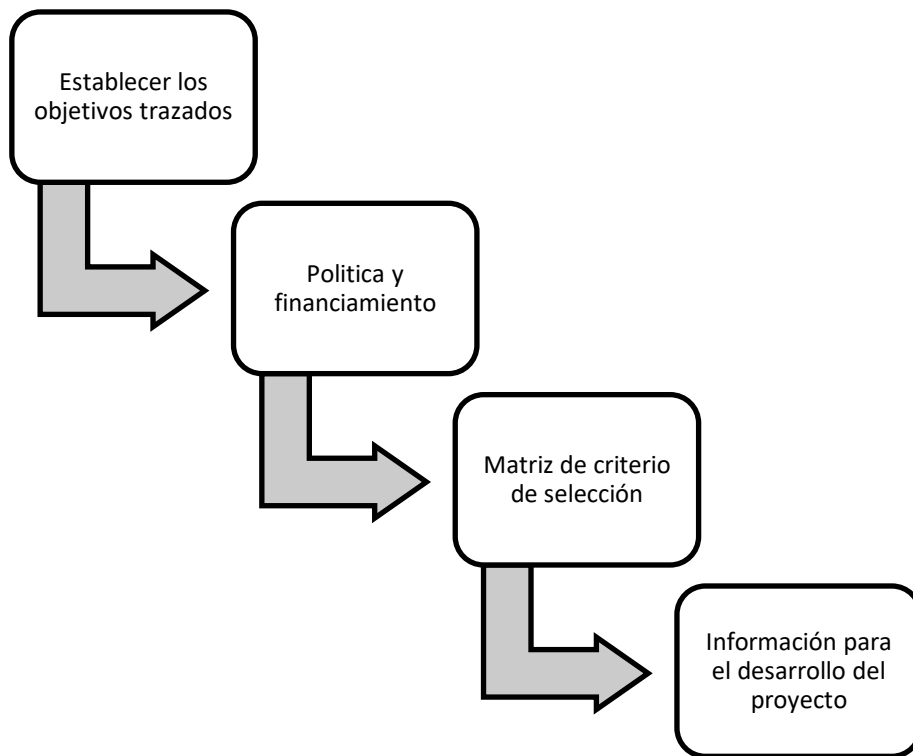 Establecer los
objetivos trazados
Politica y
financiamiento
Matriz de criterio
de selección
Información para
el desarrollo del
proyecto